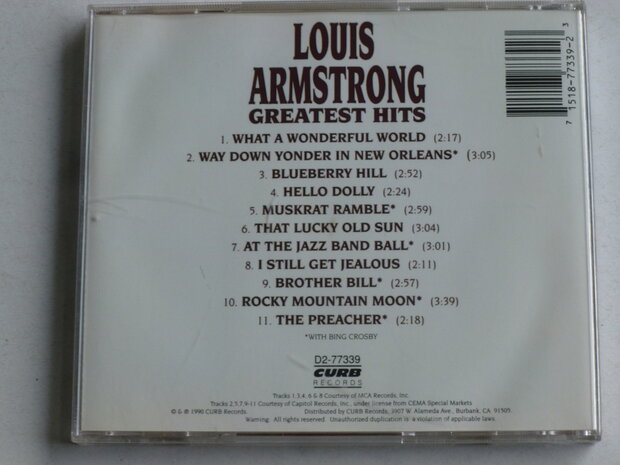 LOUIS
ARMSTRONG
GREATEST HITS
1. WHAT A WONDERFUL WORLD (2:17)
2. WAY DOWN YONDER IN NEW ORLEANS* (3:05)
3. BLUEBERRY HILL (2:52)
4. HELLO DOLLY (2:24)
5. MUSKRAT RAMBLE* (2:59)
6. THAT LUCKY OLD SUN (3:04)
7. AT THE JAZZ BAND BALL* (3:01)
8. I STILL GET JEALOUS (2:11)
9. BROTHER BILL* (2:57)
10. ROCKY MOUNTAIN MOON* (3:39)
11. THE PREACHER* (2:18)
*WITH BING CROSBY
D2-77339
CURB
RECORDS
Tracks 1,3,4, 6 & 8 Courtesy of MCA Records, Inc.
Tracks 2,5,7,9-11 Courtesy of Capitol Records, Inc., under license from CEMA Special Markets
© & ℗ 1990 CURB Records. Distributed by CURB Records, 3907 W. Alameda Ave., Burbank, CA 91505
Warning: All rights reserved. Unauthorized duplication is a violation of applicable laws.
7 15187-77339-2 3